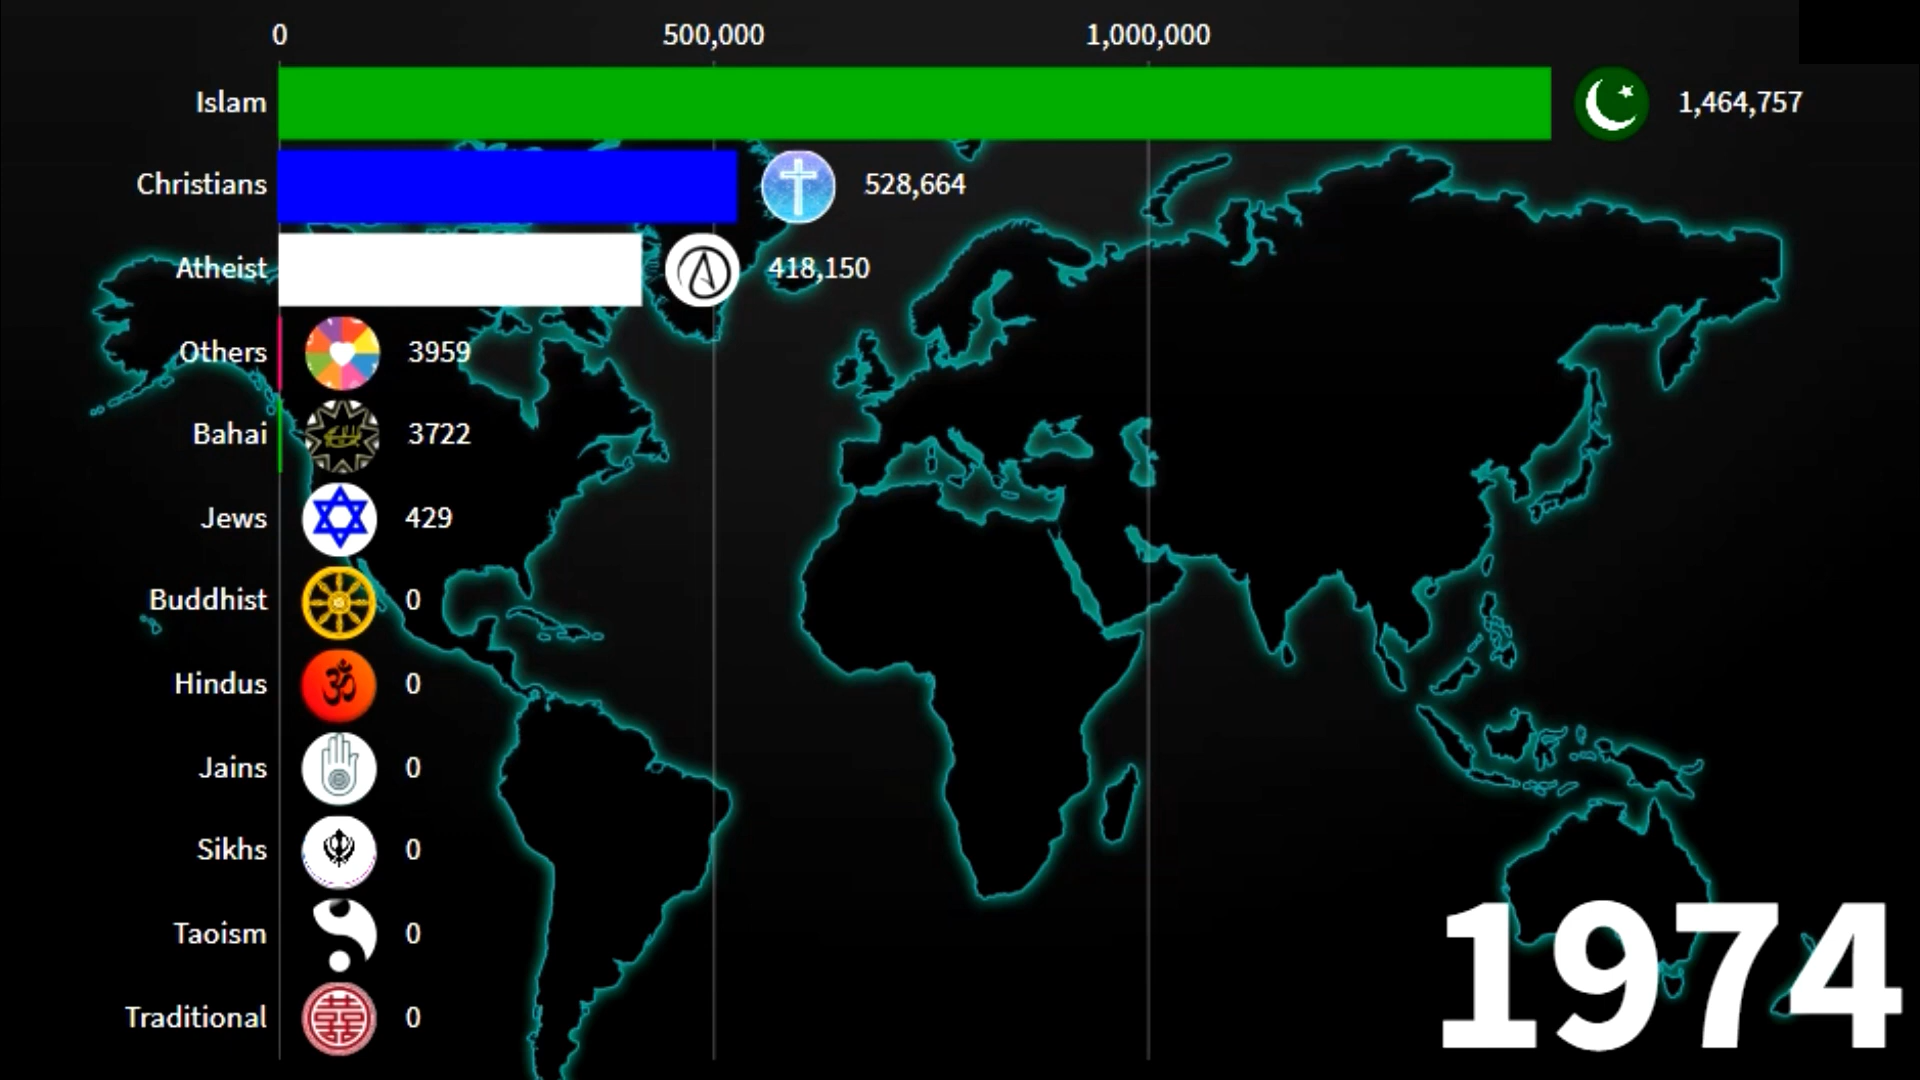 0 500,000 1,000,000
Islam 1,464,757
Christians 528,664
Atheist 418,150
Others 3959
Bahai 3722
Jews 429
Buddhist 0
Hindus 0
Jains 0
Sikhs 0
Taoism 0
Traditional 0
1974